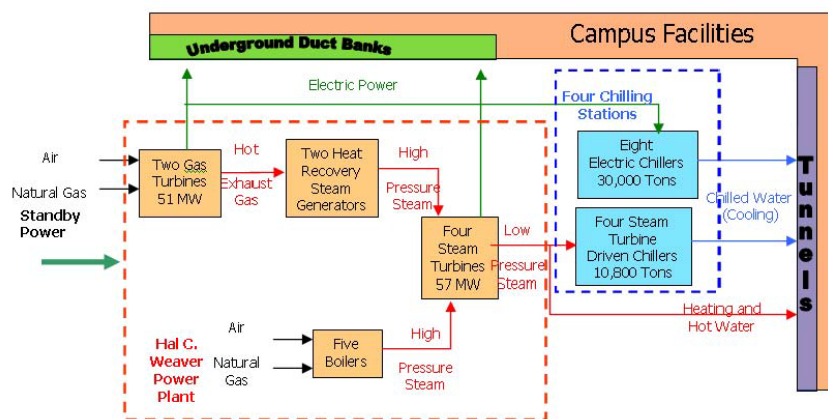 Underground Duct Banks
Campus Facilities
Electric Power
Four Chilling
Stations
Air
Natural Gas
Standby
Power
Two Gas
Turbines
51 MW
Hot
Exhaust Gas
Two Heat
Recovery
Steam
Generators
High
Pressure
Steam
Four
Steam
Turbines
57 MW
Low
Pressure
Steam
Eight
Electric Chillers
30,000 Tons
Four Steam
Turbine
Driven Chillers
10,800 Tons
Chilled Water
(Cooling)
Heating and
Hot Water
Tunnels
Hal C.
Weaver
Power
Plant
Air
Natural
Gas
Five
Boilers
High
Pressure
Steam